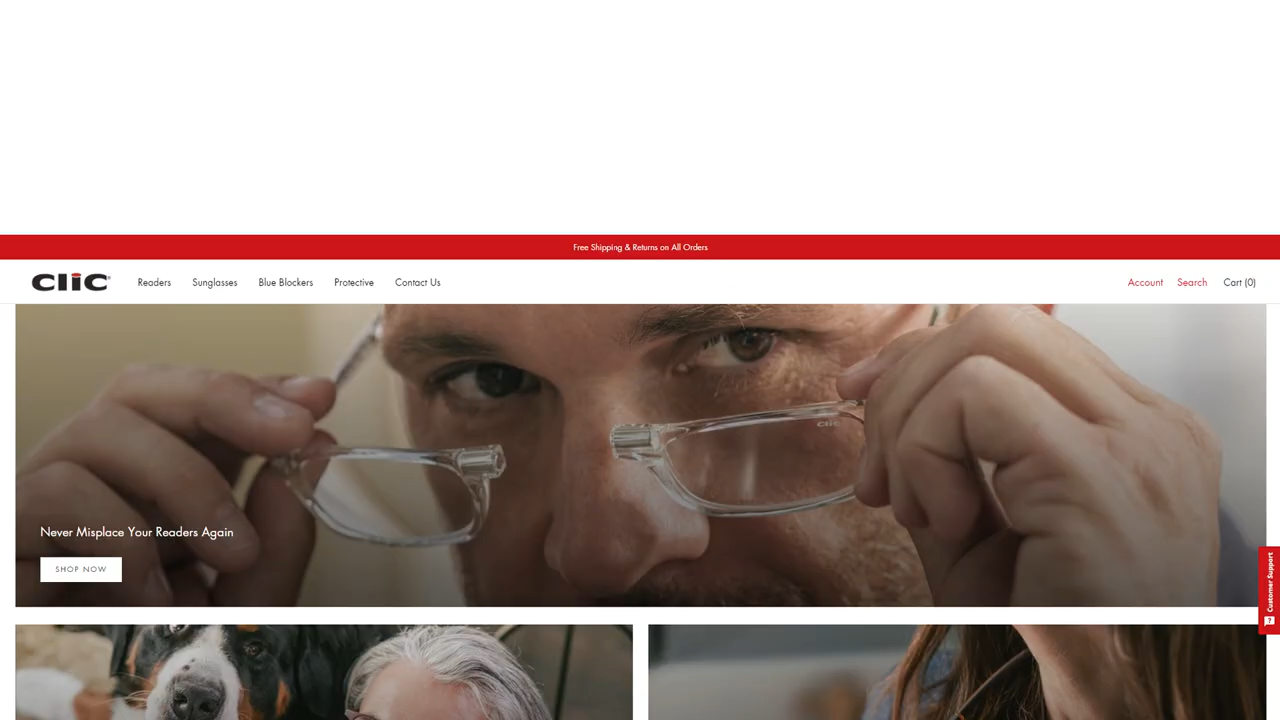 Free Shipping & Returns on All Orders
CliC
Readers
Sunglasses
Blue Blockers
Protective
Contact Us
Account
Search
Cart (0)
clic
Never Misplace Your Readers Again
SHOP NOW
Customer Support